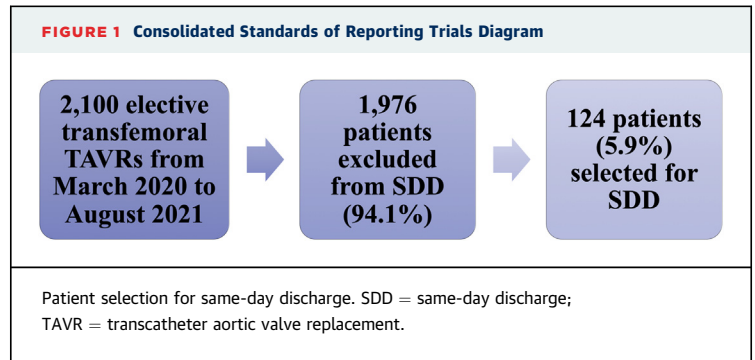 FIGURE 1 Consolidated Standards of Reporting Trials Diagram
2,100 elective
transfemoral
TAVRs from
March 2020 to
August 2021
1,976
patients
excluded
from SDD
(94.1%)
124 patients
(5.9%)
selected for
SDD
Patient selection for same-day discharge. SDD = same-day discharge;
TAVR = transcatheter aortic valve replacement.